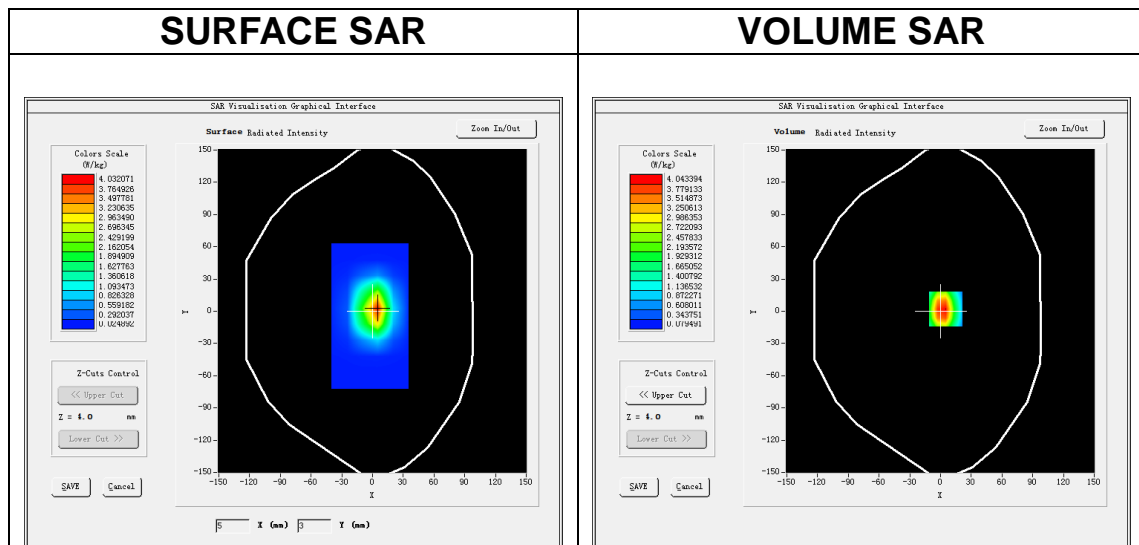 SURFACE SAR
VOLUME SAR
SAR Visualisation Graphical Interface
Surface Radiated Intensity
Zoom In/Out
Colors Scale
(W/kg)
4.032071
3.764926
3.497781
3.230635
2.963490
2.696345
2.429199
2.162054
1.894909
1.627763
1.360618
1.093473
0.826328
0.559182
0.292037
0.024892
Z-Cuts Control
<< Upper Cut
Z = 4.0 mm
Lower Cut >>
SAVE
Cancel
150
120
90
60
30
0
-30
-60
-90
-120
-150
Y
-150 -120 -90 -60 -30 0 30 60 90 120 150
X
5 X (mm) 3 Y (mm)
SAR Visualisation Graphical Interface
Volume Radiated Intensity
Zoom In/Out
Colors Scale
(W/kg)
4.043394
3.779133
3.514873
3.250613
2.986353
2.722093
2.457833
2.193572
1.929312
1.665052
1.400792
1.136532
0.872271
0.608011
0.343751
0.079491
Z-Cuts Control
<< Upper Cut
Z = 4.0 mm
Lower Cut >>
SAVE
Cancel
150
120
90
60
30
0
-30
-60
-90
-120
-150
Y
-150 -120 -90 -60 -30 0 30 60 90 120 150
X